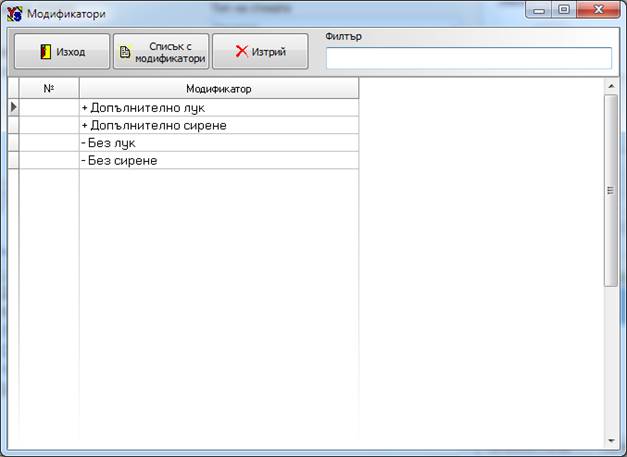 Модификатори
Изход
Списък с
модификатори
Изтрий
Филтър
№
Модификатор
+ Допълнително лук
+ Допълнително сирене
- Без лук
- Без сирене